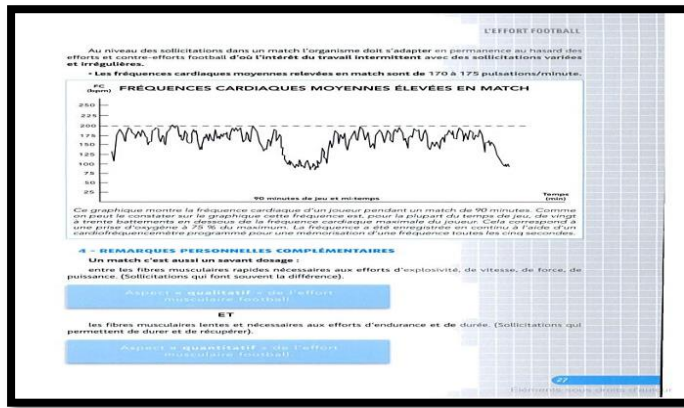 L'EFFORT FOOTBALL
Au niveau des sollicitations dans un match l'organisme doit s'adapter en permanence au hasard des
efforts et contre-efforts football d'où l'intérêt du travail intermittent avec des sollicitations variées
et irrégulières.
• Les fréquences cardiaques moyennes relevées en match sont de 170 à 175 pulsations/minute.
FC
(bpm)
FRÉQUENCES CARDIAQUES MOYENNES ÉLEVÉES EN MATCH
250
225
200
175
150
125
100
75
50
25
90 minutes de jeu et mi-temps
Temps
(min)
Ce graphique montre la fréquence cardiaque d'un joueur pendant un match de 90 minutes. Comme
on peut le constater sur le graphique cette fréquence est, pour la plupart du temps de jeu, de vingt
à trente battements en dessous de la fréquence cardiaque maximale du joueur. Cela correspond à
une prise d'oxygène à 75 % du maximum. La fréquence a été enregistrée en continu à l'aide d'un
cardiofréquencemètre programmé pour une mémorisation d'une fréquence toutes les cinq secondes.
4 - REMARQUES PERSONNELLES COMPLÉMENTAIRES
Un match c'est aussi un savant dosage :
entre les fibres musculaires rapides nécessaires aux efforts d'explosivité, de vitesse, de force, de
puissance. (Sollicitations qui font souvent la différence).
Aspect « qualitatif » de l'effort
musculaire football
ET
les fibres musculaires lentes et nécessaires aux efforts d'endurance et de durée. (Sollicitations qui
permettent de durer et de récupérer).
Aspect « quantitatif » de l'effort
musculaire football
27
Éléments sous droits d'auteur